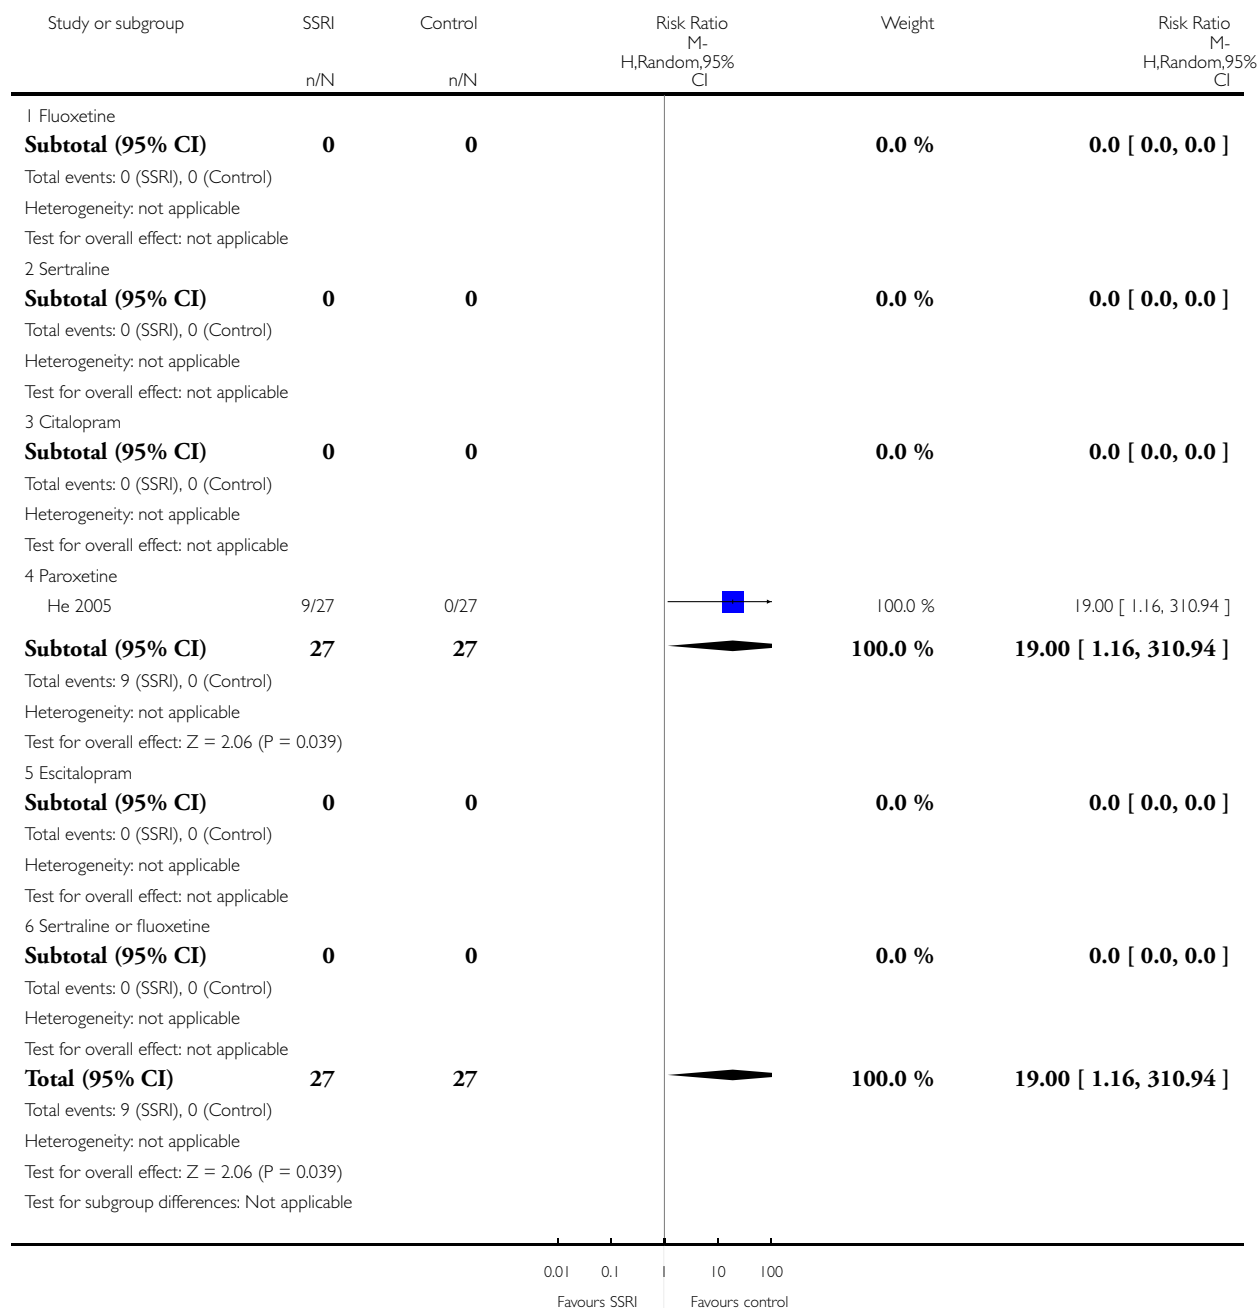 Study or subgroup SSRI Control Risk Ratio Weight Risk Ratio
M- M-
H,Random,95% H,Random,95%
n/N n/N CI CI
1 Fluoxetine
Subtotal (95% CI) 0 0 0.0 % 0.0 [ 0.0, 0.0 ]
Total events: 0 (SSRI), 0 (Control)
Heterogeneity: not applicable
Test for overall effect: not applicable
2 Sertraline
Subtotal (95% CI) 0 0 0.0 % 0.0 [ 0.0, 0.0 ]
Total events: 0 (SSRI), 0 (Control)
Heterogeneity: not applicable
Test for overall effect: not applicable
3 Citalopram
Subtotal (95% CI) 0 0 0.0 % 0.0 [ 0.0, 0.0 ]
Total events: 0 (SSRI), 0 (Control)
Heterogeneity: not applicable
Test for overall effect: not applicable
4 Paroxetine
He 2005 9/27 0/27 100.0 % 19.00 [ 1.16, 310.94 ]
Subtotal (95% CI) 27 27 100.0 % 19.00 [ 1.16, 310.94 ]
Total events: 9 (SSRI), 0 (Control)
Heterogeneity: not applicable
Test for overall effect: Z = 2.06 (P = 0.039)
5 Escitalopram
Subtotal (95% CI) 0 0 0.0 % 0.0 [ 0.0, 0.0 ]
Total events: 0 (SSRI), 0 (Control)
Heterogeneity: not applicable
Test for overall effect: not applicable
6 Sertraline or fluoxetine
Subtotal (95% CI) 0 0 0.0 % 0.0 [ 0.0, 0.0 ]
Total events: 0 (SSRI), 0 (Control)
Heterogeneity: not applicable
Test for overall effect: not applicable
Total (95% CI) 27 27 100.0 % 19.00 [ 1.16, 310.94 ]
Total events: 9 (SSRI), 0 (Control)
Heterogeneity: not applicable
Test for overall effect: Z = 2.06 (P = 0.039)
Test for subgroup differences: Not applicable
0.01 0.1 1 10 100
Favours SSRI Favours control